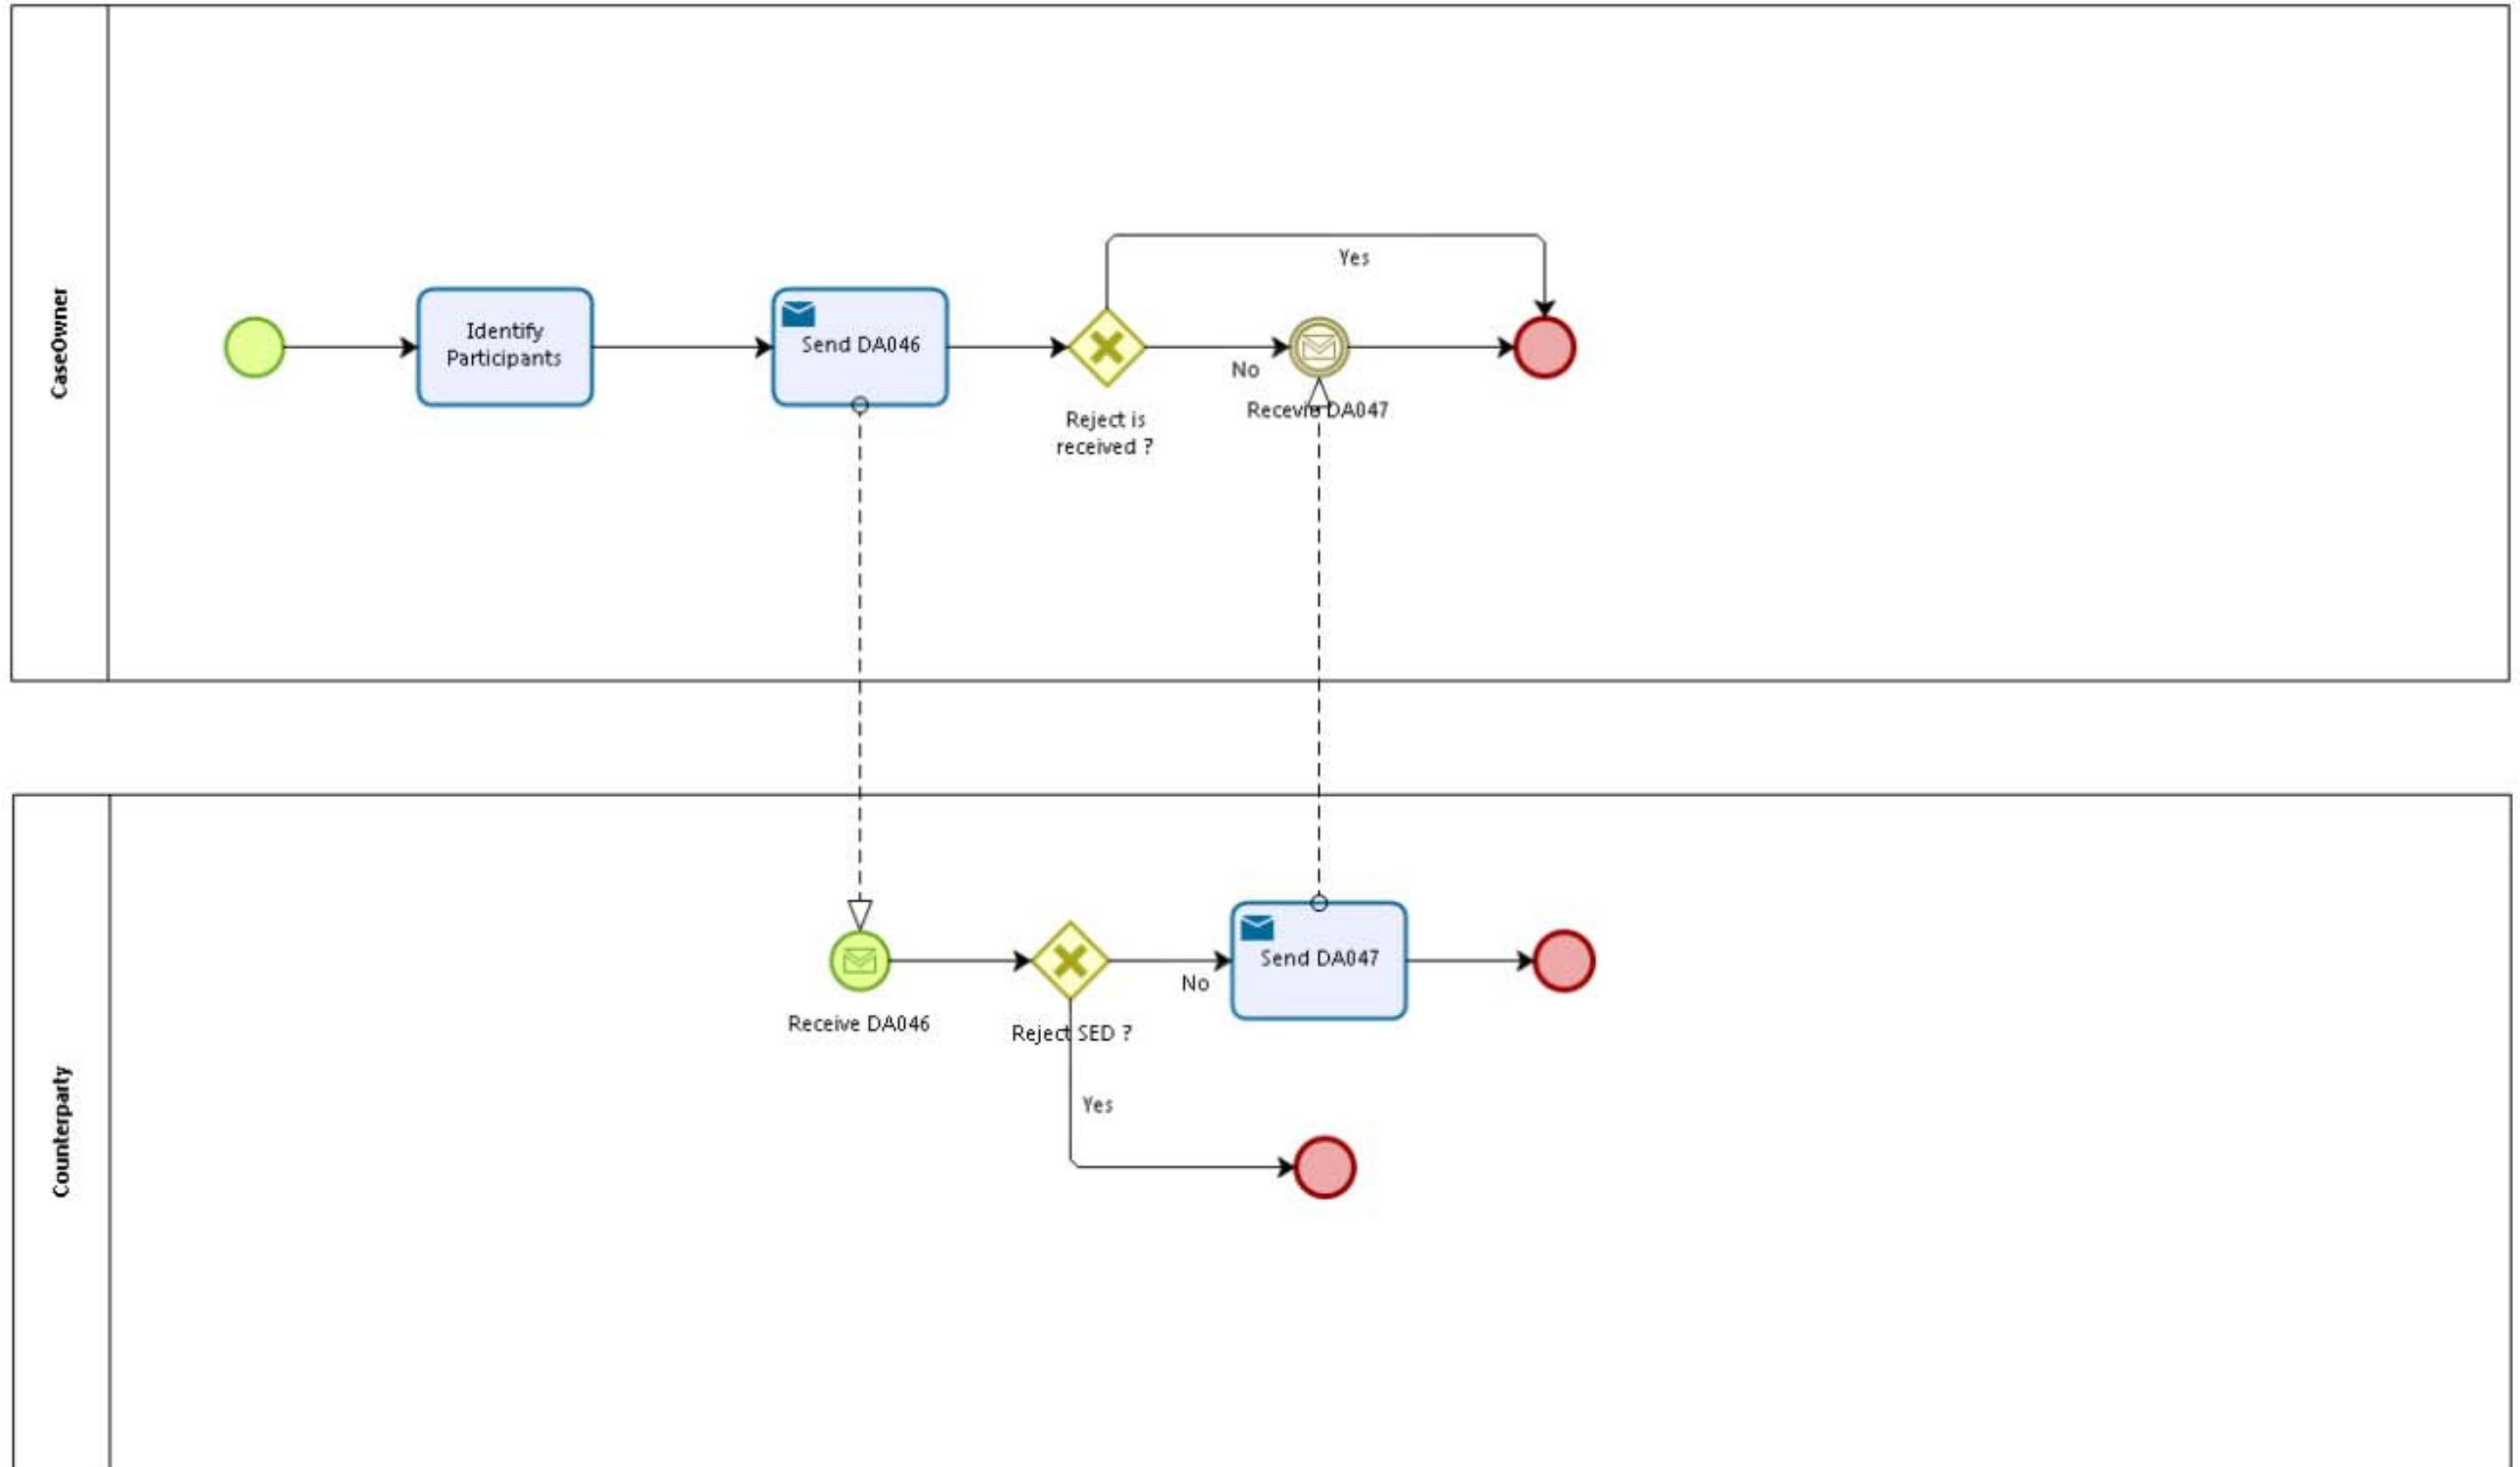 CaseOwner
Identify
Participants
Send DA046
Reject is
received ?
Yes
No
Recevie DA047
Counterparty
Receive DA046
Reject SED ?
No
Send DA047
Yes